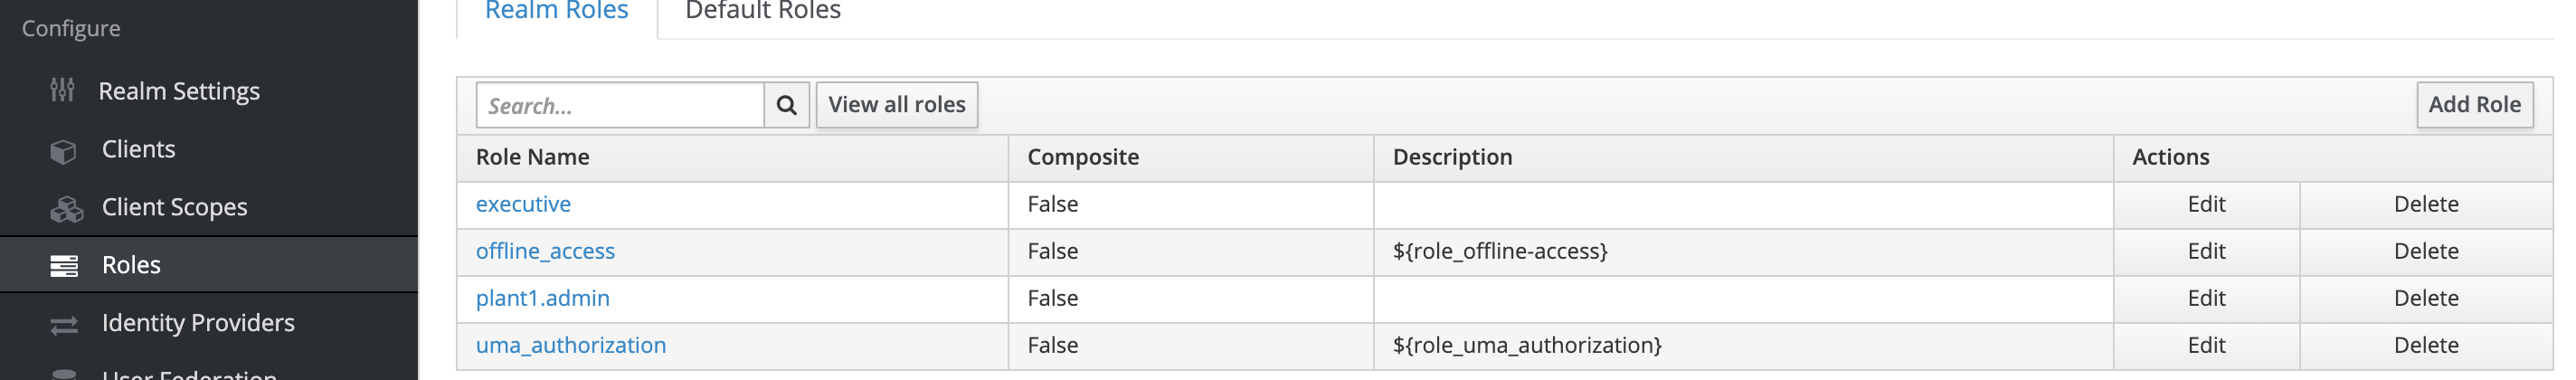 Configure
Realm Settings
Clients
Client Scopes
Roles
Identity Providers
User Federation
Realm Roles Default Roles
Search... View all roles Add Role
Role Name Composite Description Actions
executive False Edit Delete
offline_access False ${role_offline-access} Edit Delete
plant1.admin False Edit Delete
uma_authorization False ${role_uma_authorization} Edit Delete